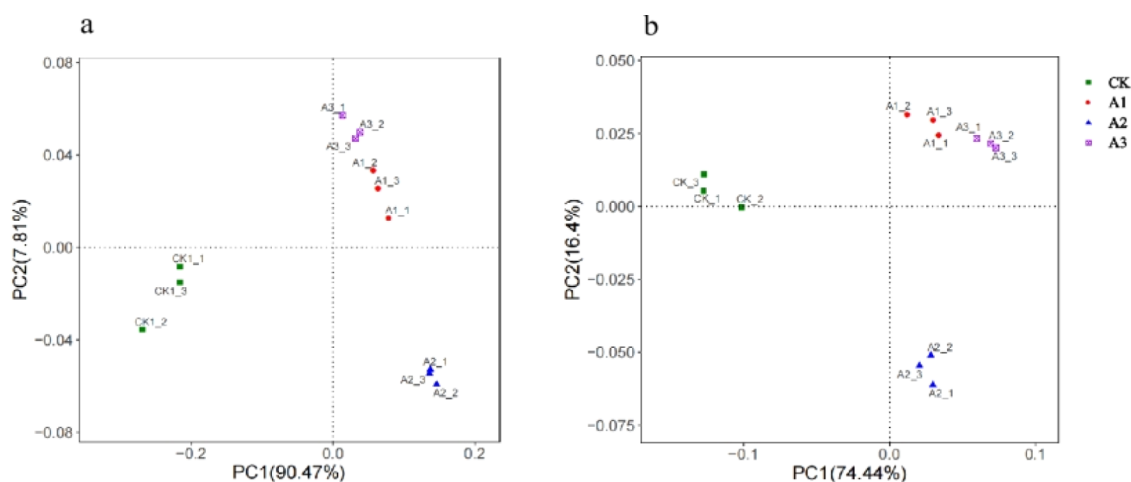 a
PC2(7.81%)
0.08
0.04
0.00
−0.04
−0.08
A3_1
A3_2
A3_3
A1_2
A1_3
A1_1
CK1_1
CK1_3
CK1_2
A2_1
A2_3
A2_2
−0.2
0.0
0.2
PC1(90.47%)
b
PC2(16.4%)
0.050
0.025
0.000
−0.025
−0.050
−0.075
A1_2
A1_3
A1_1
A3_1
A3_2
A3_3
CK_3
CK_1
CK_2
A2_2
A2_3
A2_1
−0.1
0.0
0.1
PC1(74.44%)
CK
A1
A2
A3